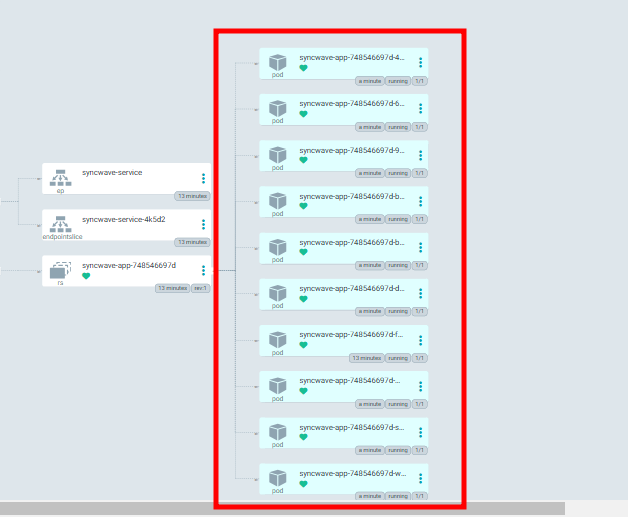 syncwave-service
ep
13 minutes
syncwave-service-4k5d2
endpointslice
13 minutes
syncwave-app-748546697d
rs
13 minutes rev:1
syncwave-app-748546697d-4...
pod
a minute running 1/1
syncwave-app-748546697d-6...
pod
a minute running 1/1
syncwave-app-748546697d-9...
pod
a minute running 1/1
syncwave-app-748546697d-b...
pod
a minute running 1/1
syncwave-app-748546697d-b...
pod
a minute running 1/1
syncwave-app-748546697d-d...
pod
a minute running 1/1
syncwave-app-748546697d-f...
pod
13 minutes running 1/1
syncwave-app-748546697d-...
pod
a minute running 1/1
syncwave-app-748546697d-s...
pod
a minute running 1/1
syncwave-app-748546697d-w...
pod
a minute running 1/1